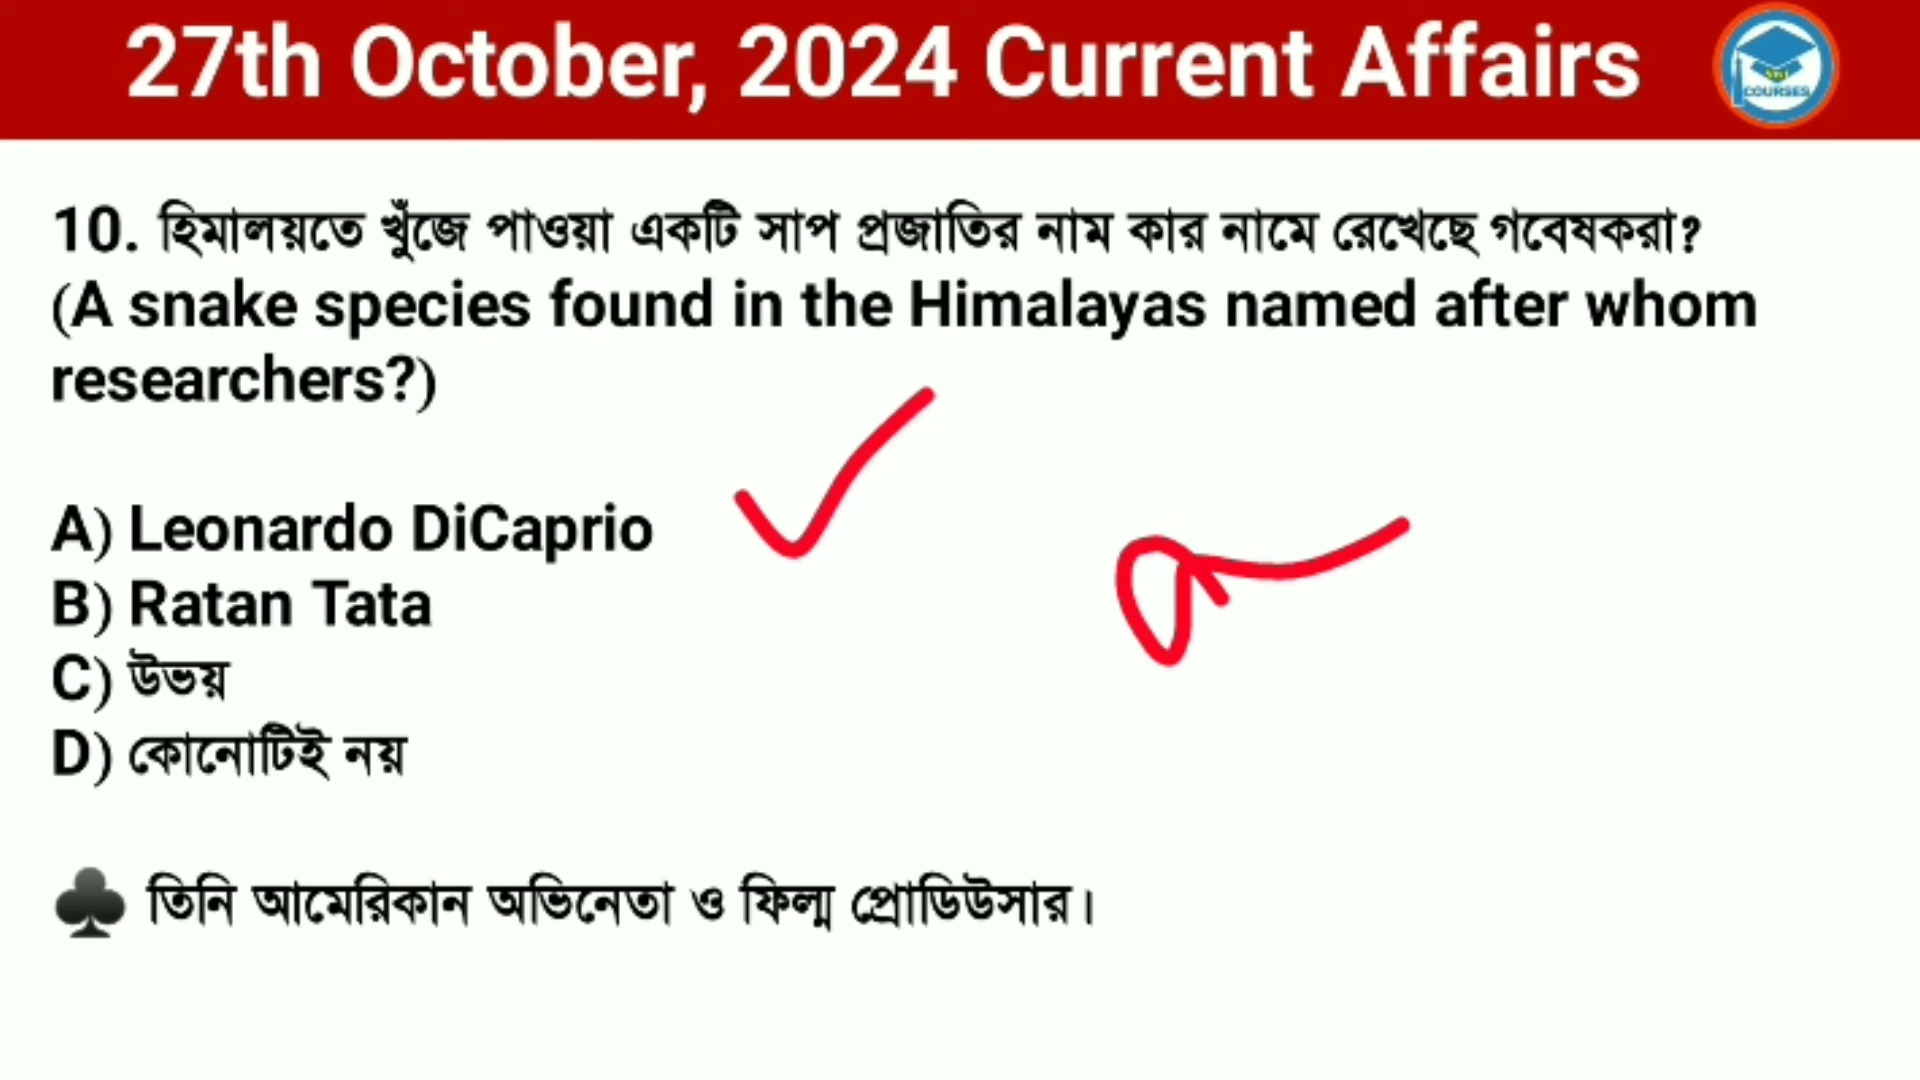 27th October, 2024 Current Affairs
COURSES
10. হিমালয়তে খুঁজে পাওয়া একটি সাপ প্রজাতির নাম কার নামে রেখেছে গবেষকরা?
(A snake species found in the Himalayas named after whom
researchers?)
A) Leonardo DiCaprio
B) Ratan Tata
C) উভয়
D) কোনোটিই নয়
♣ তিনি আমেরিকান অভিনেতা ও ফিল্ম প্রোডিউসার।